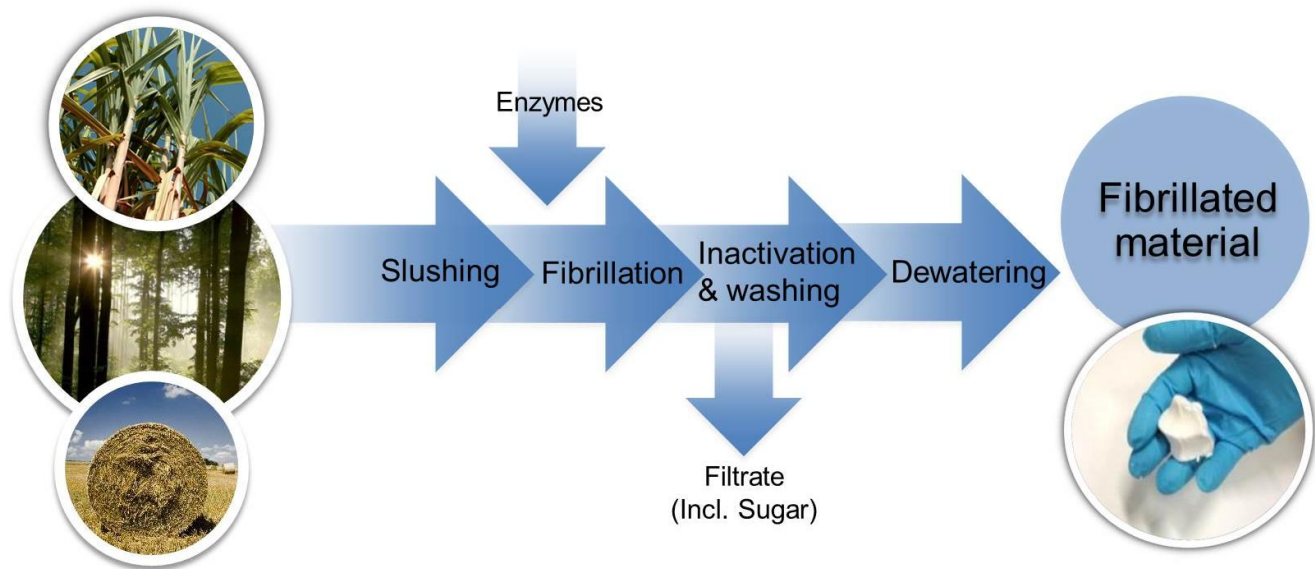 Enzymes
Slushing
Fibrillation
Inactivation
& washing
Dewatering
Filtrate
(Incl. Sugar)
Fibrillated
material